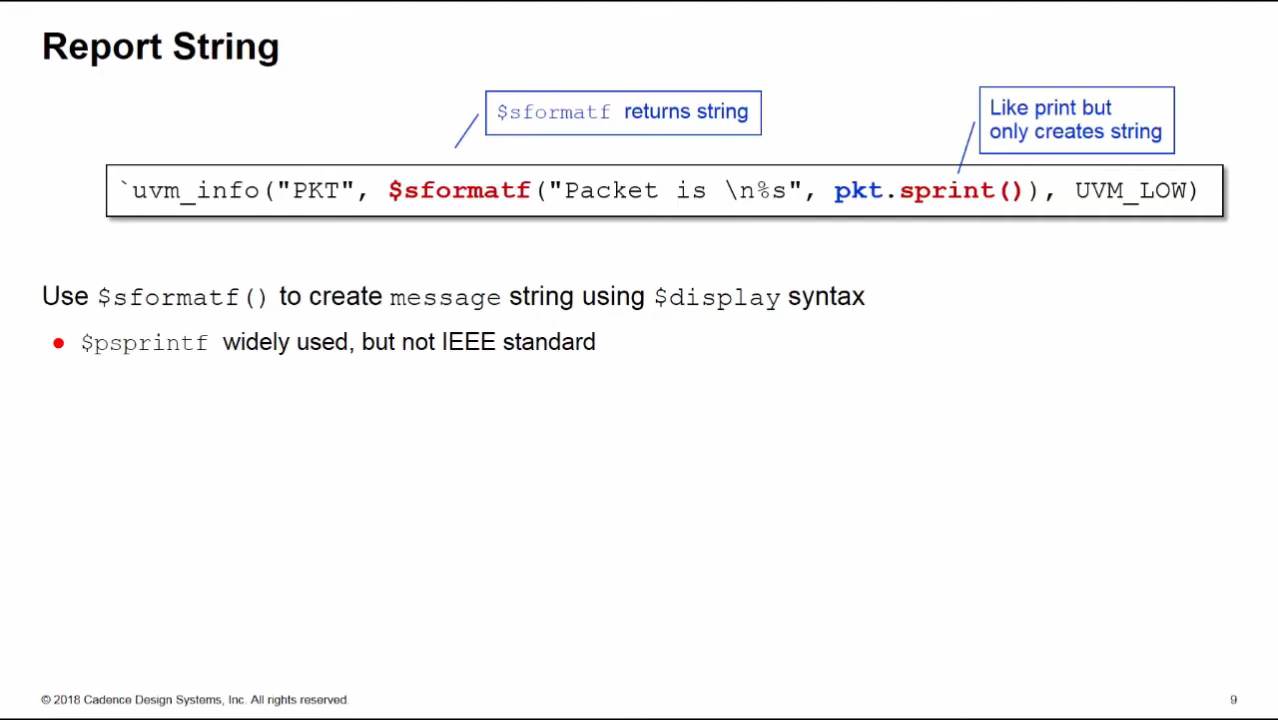 Report String
$sformatf returns string
Like print but
only creates string
`uvm_info("PKT", $sformatf("Packet is \n%s", pkt.sprint()), UVM_LOW)
Use $sformatf() to create message string using $display syntax
● $psprintf widely used, but not IEEE standard
© 2018 Cadence Design Systems, Inc. All rights reserved.
9